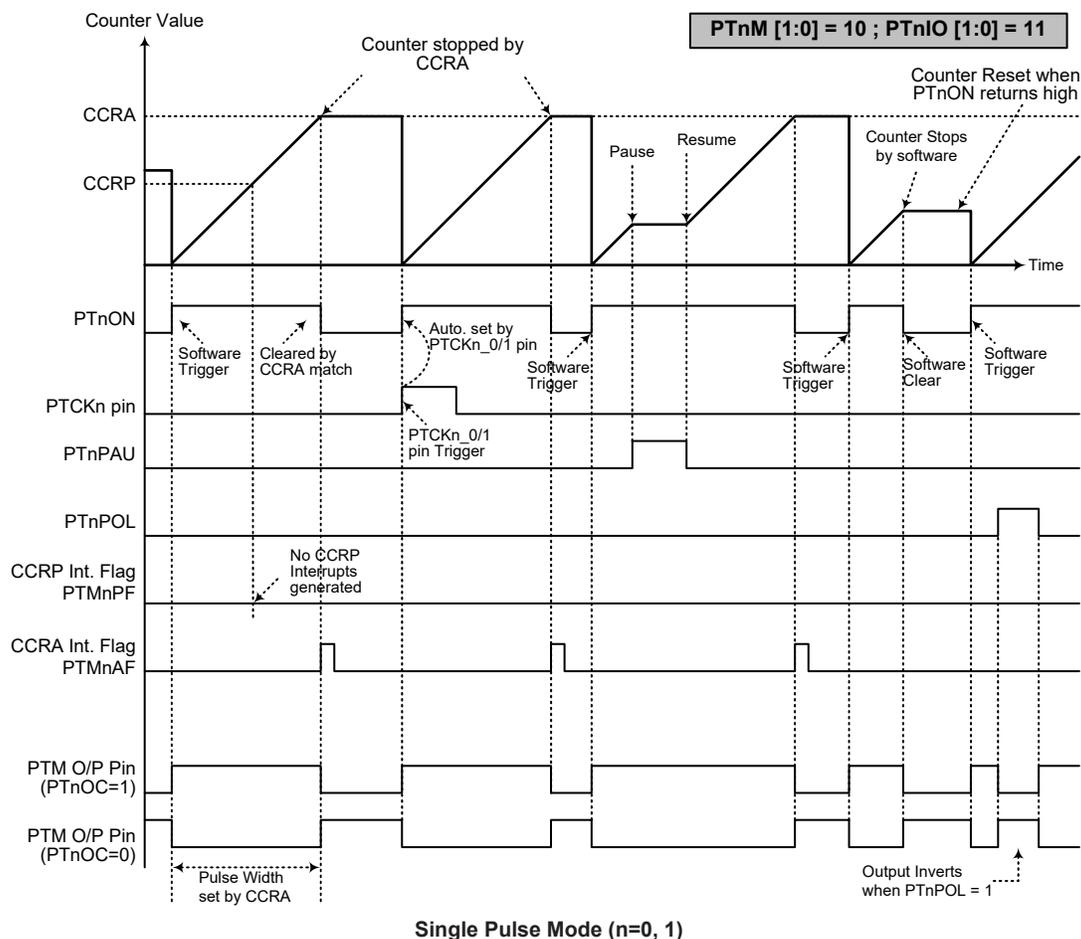 Counter Value
PTnM [1:0] = 10 ; PTnIO [1:0] = 11
Counter stopped by
CCRA
Counter Reset when
PTnON returns high
CCRA
Pause
Resume
Counter Stops
by software
CCRP
Time
PTnON
Software
Trigger
Cleared by
CCRA match
Auto. set by
PTCKn_0/1 pin
Software
Trigger
Software
Trigger
Software
Clear
Software
Trigger
PTCKn pin
PTCKn_0/1
pin Trigger
PTnPAU
PTnPOL
CCRP Int. Flag
PTMnPF
No CCRP
Interrupts
generated
CCRA Int. Flag
PTMnAF
PTM O/P Pin
(PTnOC=1)
PTM O/P Pin
(PTnOC=0)
Pulse Width
set by CCRA
Output Inverts
when PTnPOL = 1
Single Pulse Mode (n=0, 1)